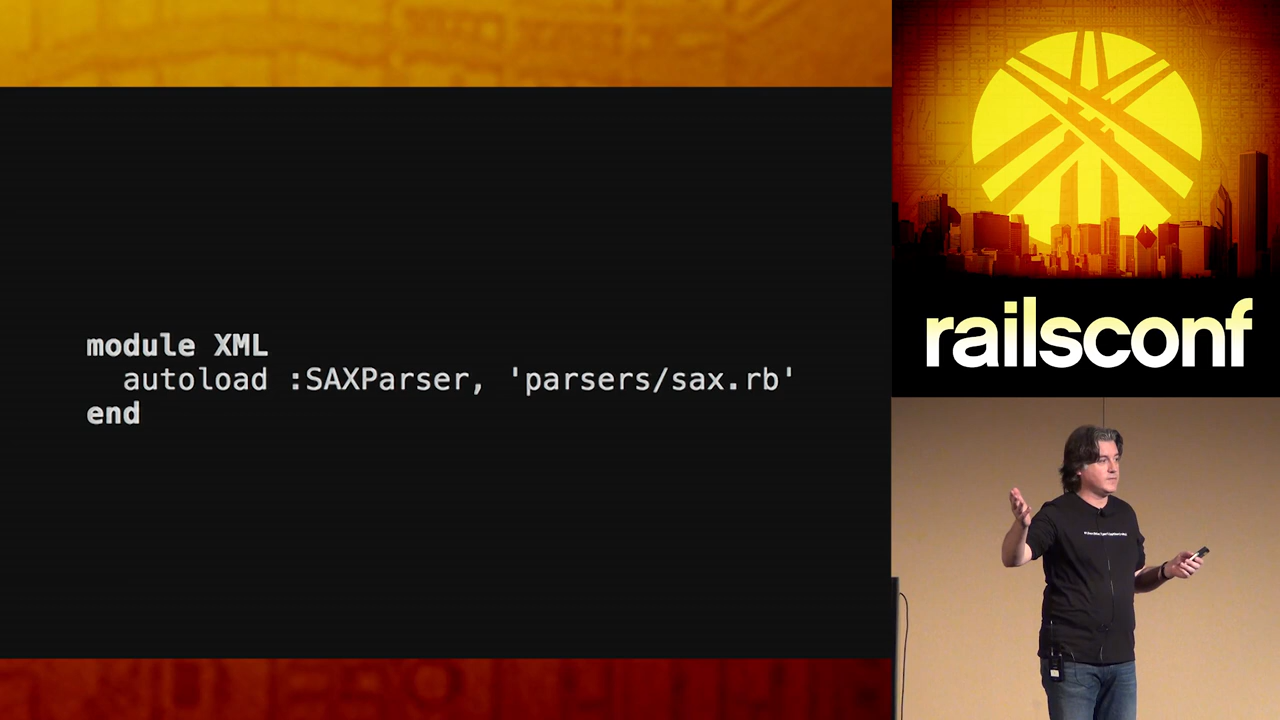 module XML
  autoload :SAXParser, 'parsers/sax.rb'
end
railsconf